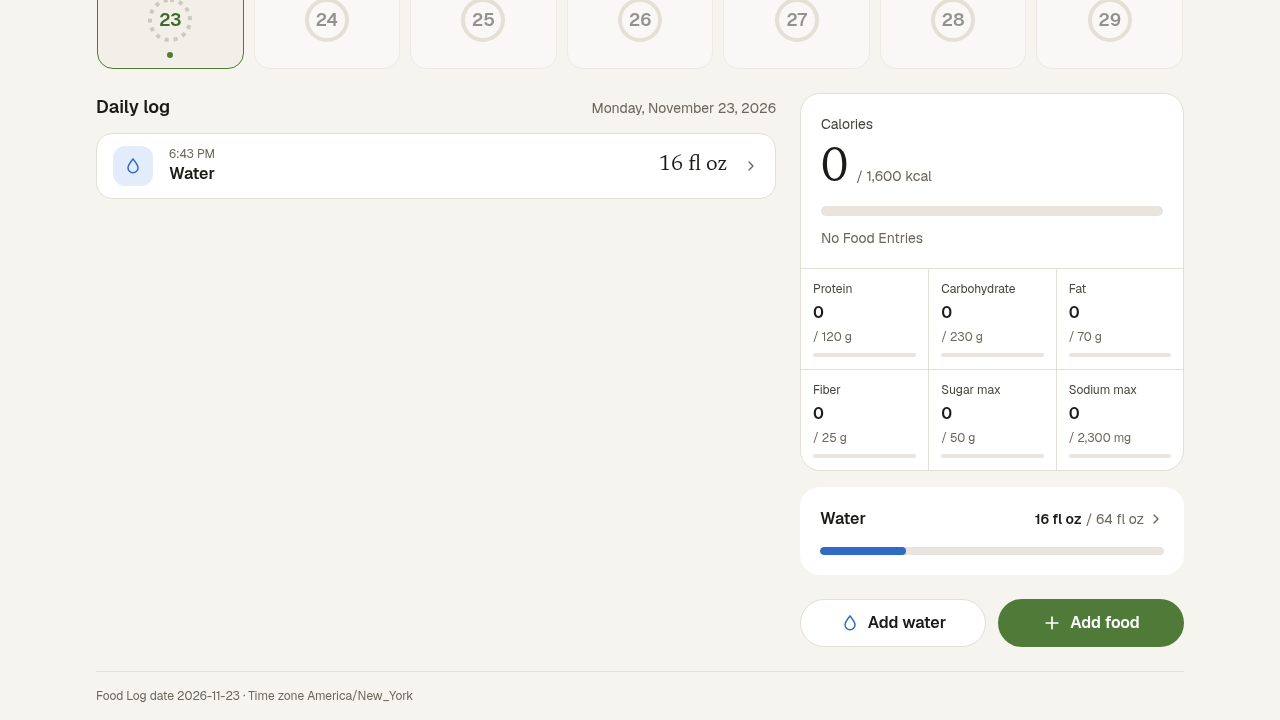 23 24 25 26 27 28 29
Daily log
Monday, November 23, 2026
6:43 PM
Water
16 fl oz
Calories
0 / 1,600 kcal
No Food Entries
Protein
0
/ 120 g
Carbohydrate
0
/ 230 g
Fat
0
/ 70 g
Fiber
0
/ 25 g
Sugar max
0
/ 50 g
Sodium max
0
/ 2,300 mg
Water
16 fl oz / 64 fl oz
Add water
Add food
Food Log date 2026-11-23 · Time zone America/New_York